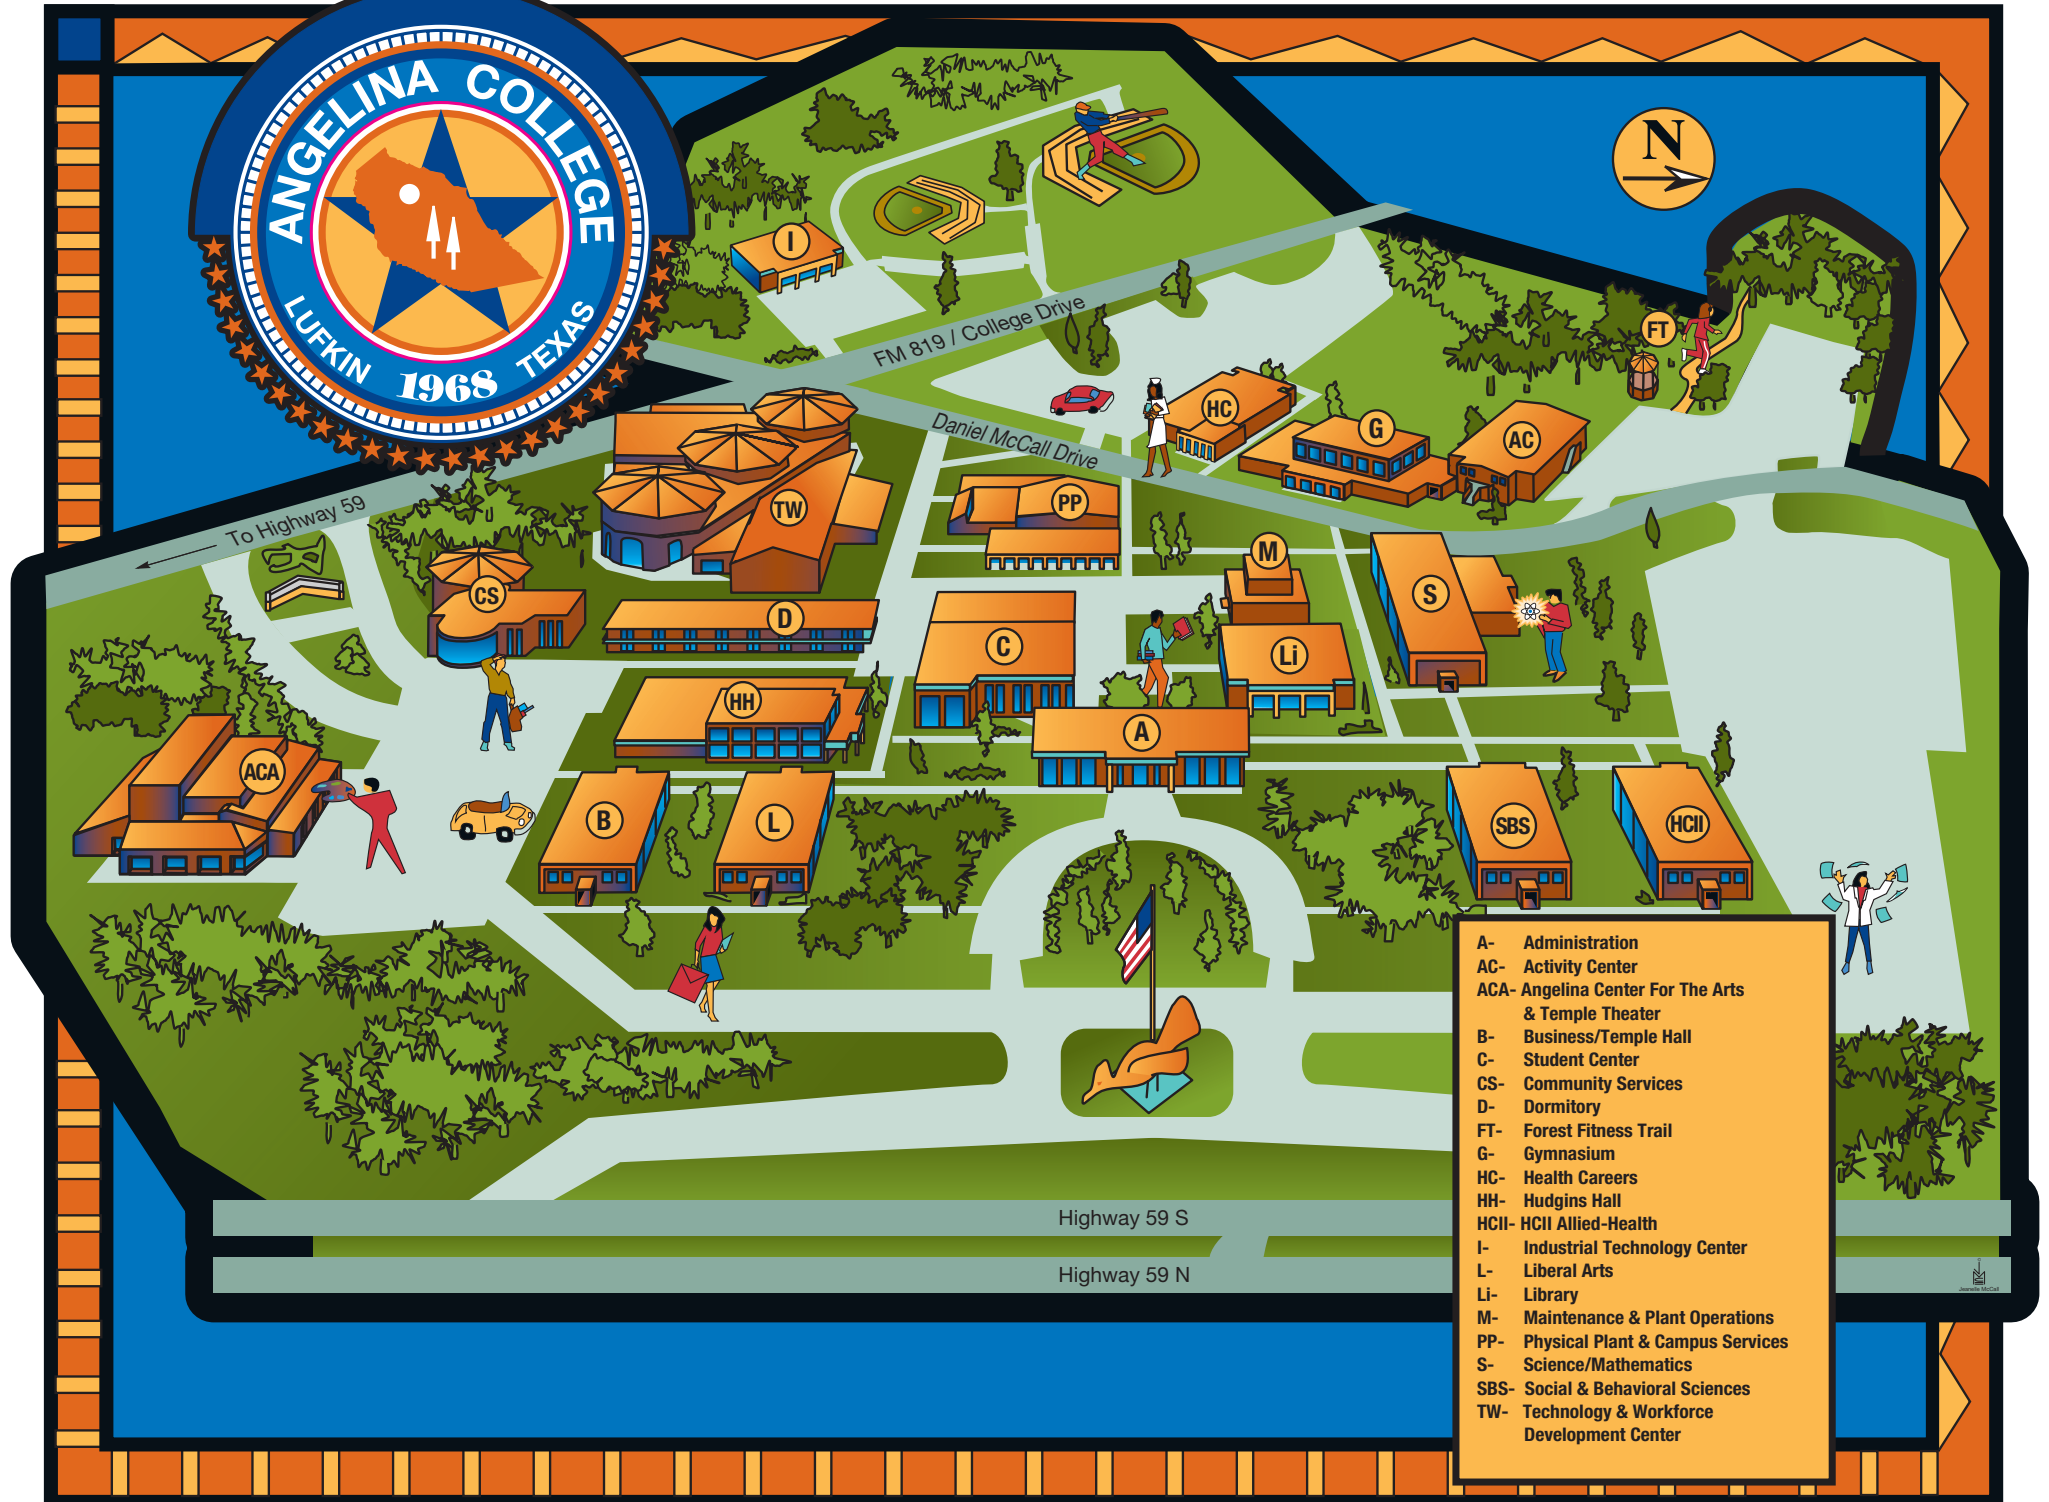 ANGELINA COLLEGE
LUFKIN 1968 TEXAS
N
I
FM 819 / College Drive
FT
HC
G
AC
Daniel McCall Drive
To Highway 59
TW
PP
M
CS
D
C
Li
S
HH
A
ACA
B
L
SBS
HCII
A- Administration
AC- Activity Center
ACA- Angelina Center For The Arts
& Temple Theater
B- Business/Temple Hall
C- Student Center
CS- Community Services
D- Dormitory
FT- Forest Fitness Trail
G- Gymnasium
HC- Health Careers
HH- Hudgins Hall
HCII- HCII Allied-Health
I- Industrial Technology Center
L- Liberal Arts
Li- Library
M- Maintenance & Plant Operations
PP- Physical Plant & Campus Services
S- Science/Mathematics
SBS- Social & Behavioral Sciences
TW- Technology & Workforce
Development Center
Highway 59 S
Highway 59 N
Jeanelle McCall